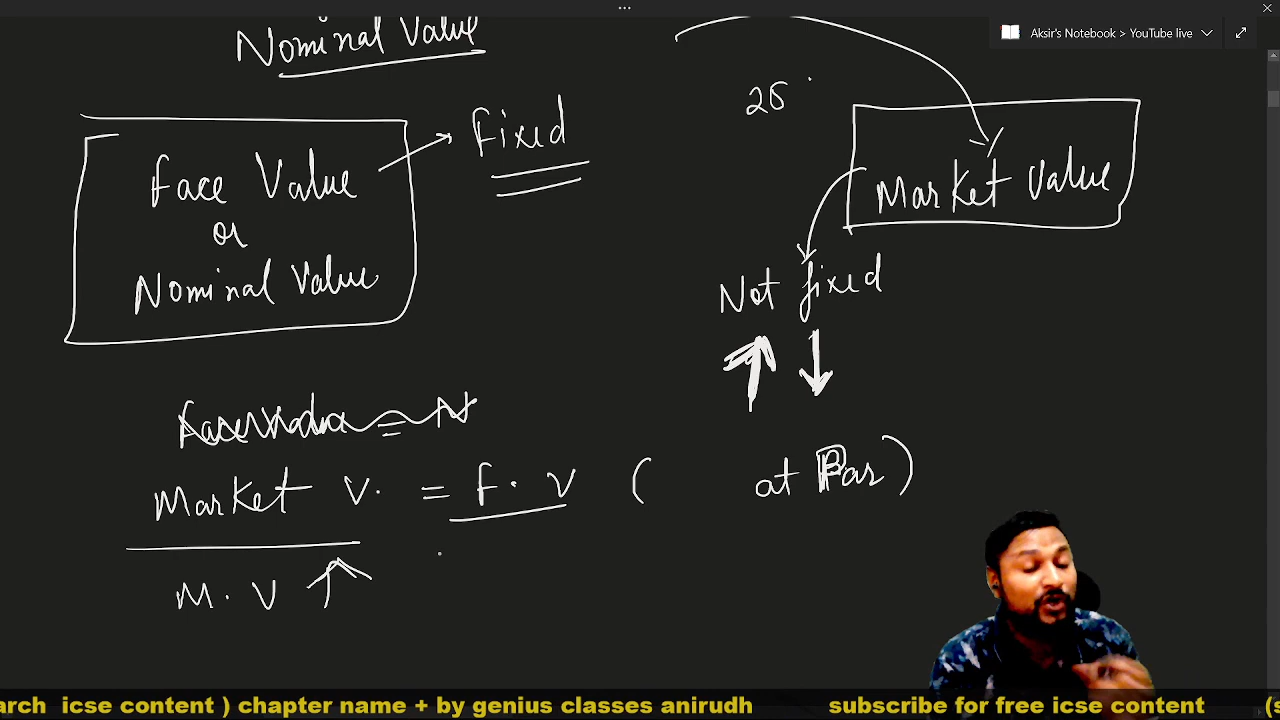 Nominal Value
Aksir's Notebook > YouTube live
Face Value
or
Nominal Value
Fixed
25
Market Value
Not fixed
Market V. = F. V ( at Par)
M. V ↑
arch icse content ) chapter name + by genius classes anirudh subscribe for free icse content (s